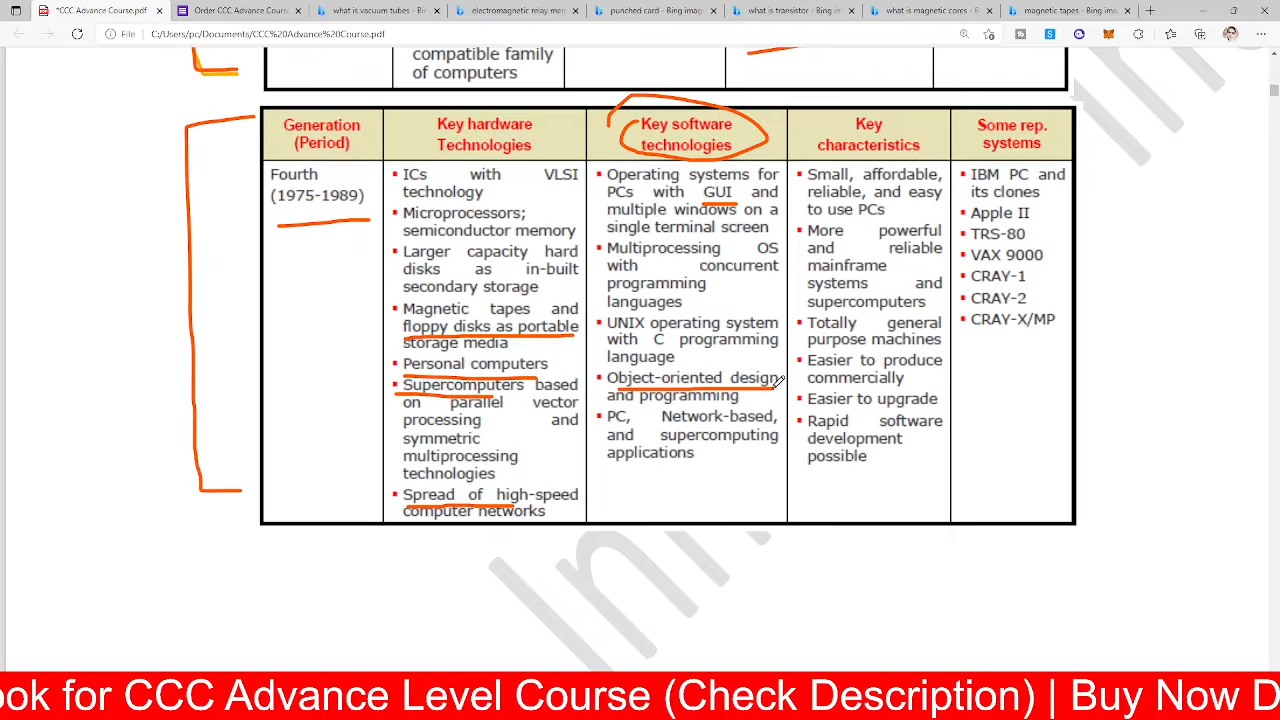 *CCC Advance Course.pdf
Order CCC Advanced Cours
what is vacuum tubes - Bi
electromagnetic relay mem
punched card - Bing imag
what is transistor - Bing im
what is magnetic cores - B
magnetic tapes - Bing ima
File
C:/Users/pc/Documents/CCC%20Advance%20Course.pdf
compatible family
of computers
Generation
(Period)
Key hardware
Technologies
Key software
technologies
Key
characteristics
Some rep.
systems
Fourth
(1975-1989)
ICs with VLSI
technology
Microprocessors;
semiconductor memory
Larger capacity hard
disks as in-built
secondary storage
Magnetic tapes and
floppy disks as portable
storage media
Personal computers
Supercomputers based
on parallel vector
processing and
symmetric
multiprocessing
technologies
Spread of high-speed
computer networks
Operating systems for
PCs with GUI and
multiple windows on a
single terminal screen
Multiprocessing OS
with concurrent
programming
languages
UNIX operating system
with C programming
language
Object-oriented design
and programming
PC, Network-based,
and supercomputing
applications
Small, affordable,
reliable, and easy
to use PCs
More powerful
and reliable
mainframe
systems and
supercomputers
Totally general
purpose machines
Easier to produce
commercially
Easier to upgrade
Rapid software
development
possible
IBM PC and
its clones
Apple II
TRS-80
VAX 9000
CRAY-1
CRAY-2
CRAY-X/MP
ook for CCC Advance Level Course (Check Description) | Buy Now D